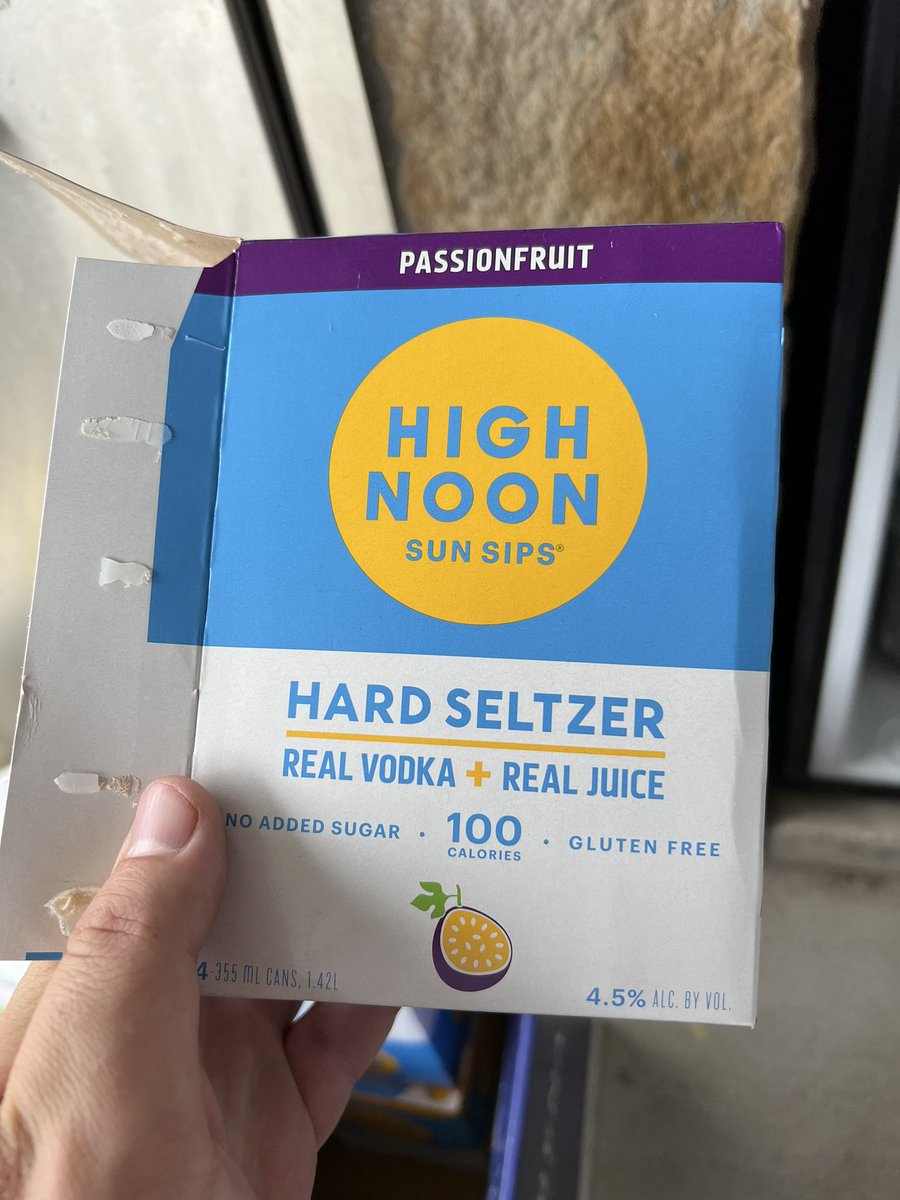 PASSIONFRUIT
HIGH
NOON
SUN SIPS®
HARD SELTZER
REAL VODKA + REAL JUICE
NO ADDED SUGAR · 100 CALORIES · GLUTEN FREE
4-355 ML CANS, 1.42L
4.5% ALC. BY VOL.